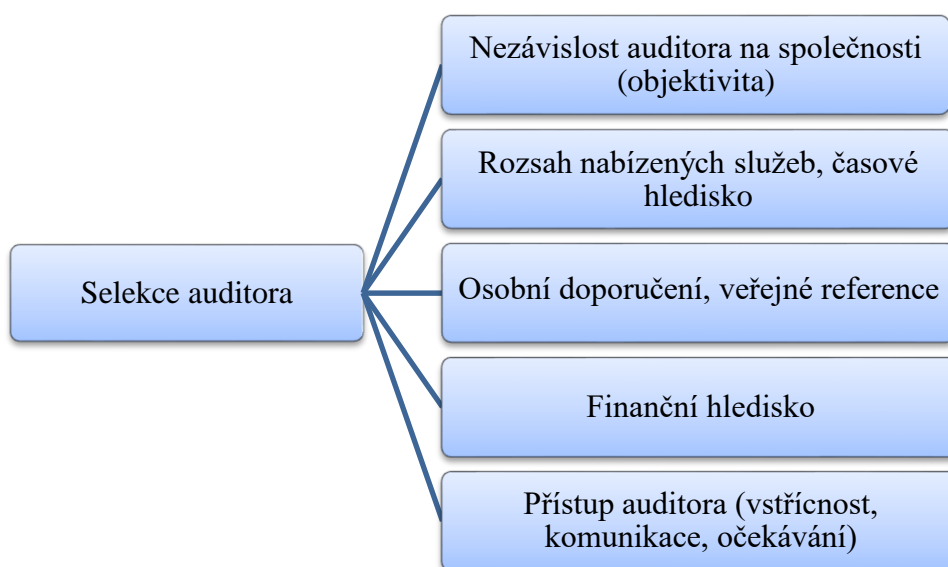 Nezávislost auditora na společnosti
(objektivita)
Rozsah nabízených služeb, časové
hledisko
Selekce auditora
Osobní doporučení, veřejné reference
Finanční hledisko
Přístup auditora (vstřícnost,
komunikace, očekávání)